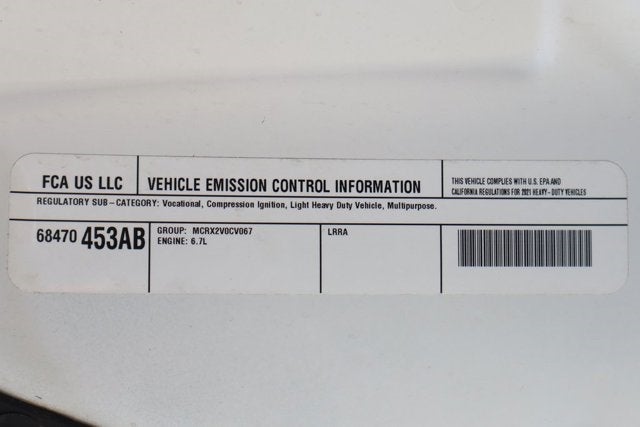 FCA US LLC
VEHICLE EMISSION CONTROL INFORMATION
THIS VEHICLE COMPLIES WITH U.S. EPA AND
CALIFORNIA REGULATIONS FOR 2021 HEAVY-DUTY VEHICLES
REGULATORY SUB-CATEGORY: Vocational, Compression Ignition, Light Heavy Duty Vehicle, Multipurpose.
68470 453AB
GROUP: MCRX2V0CV067
ENGINE: 6.7L
LRRA